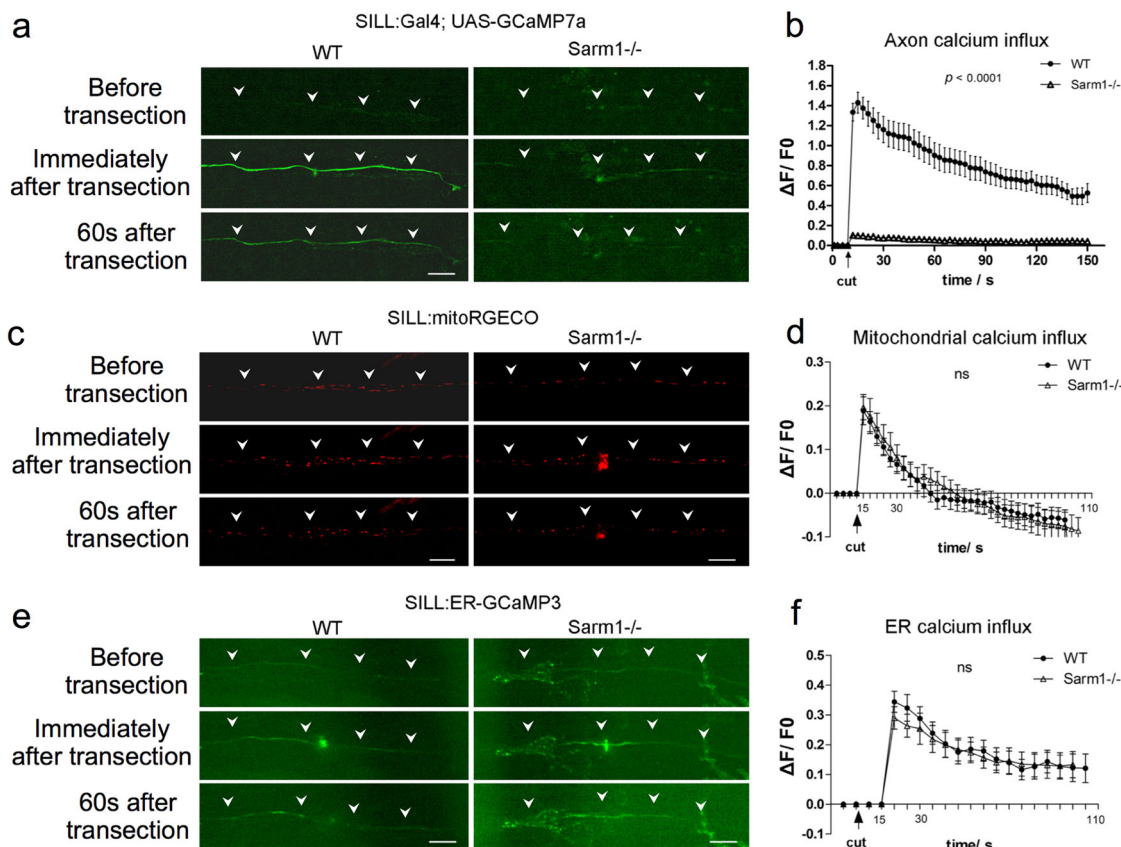 a
SILL:Gal4; UAS-GCaMP7a
WT
Sarm1-/-
Before
transection
Immediately
after transection
60s after
transection
b
Axon calcium influx
WT
Sarm1-/-
p < 0.0001
ΔF/ F0
1.8
1.6
1.4
1.2
1.0
0.8
0.6
0.4
0.2
0.0
30
60
90
120
150
cut
time / s
c
SILL:mitoRGECO
WT
Sarm1-/-
Before
transection
Immediately
after transection
60s after
transection
d
Mitochondrial calcium influx
ns
WT
Sarm1-/-
ΔF/ F0
0.3
0.2
0.1
0.0
-0.1
15
30
110
cut
time/ s
e
SILL:ER-GCaMP3
WT
Sarm1-/-
Before
transection
Immediately
after transection
60s after
transection
f
ER calcium influx
ns
WT
Sarm1-/-
ΔF/ F0
0.5
0.4
0.3
0.2
0.1
0.0
-0.1
15
30
110
cut
time/ s